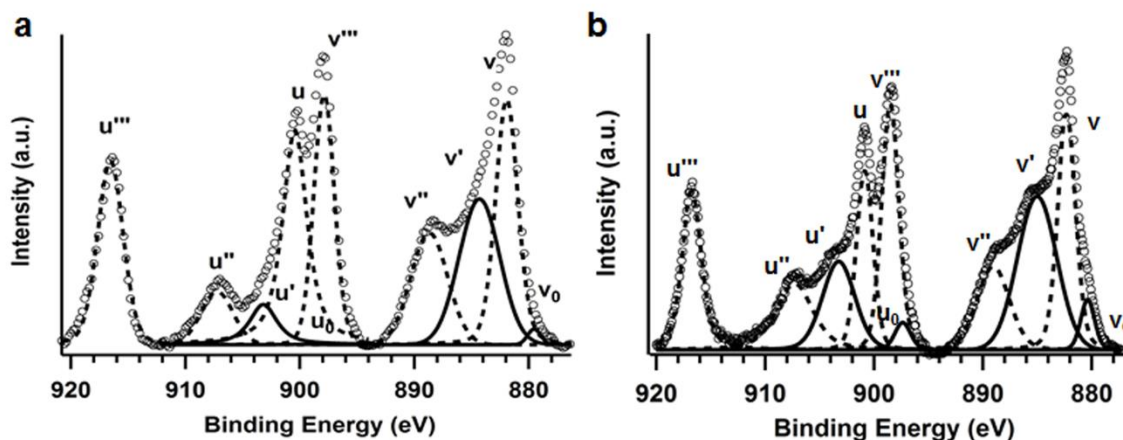 a
v'''
v
u
u'''
v'
v''
u''
u'
u₀
v₀
Intensity (a.u.)
920 910 900 890 880
Binding Energy (eV)
b
v'''
u
v
u'''
v'
u'
v''
u''
u₀
Intensity (a.u.)
920 910 900 890 880
Binding Energy (eV)